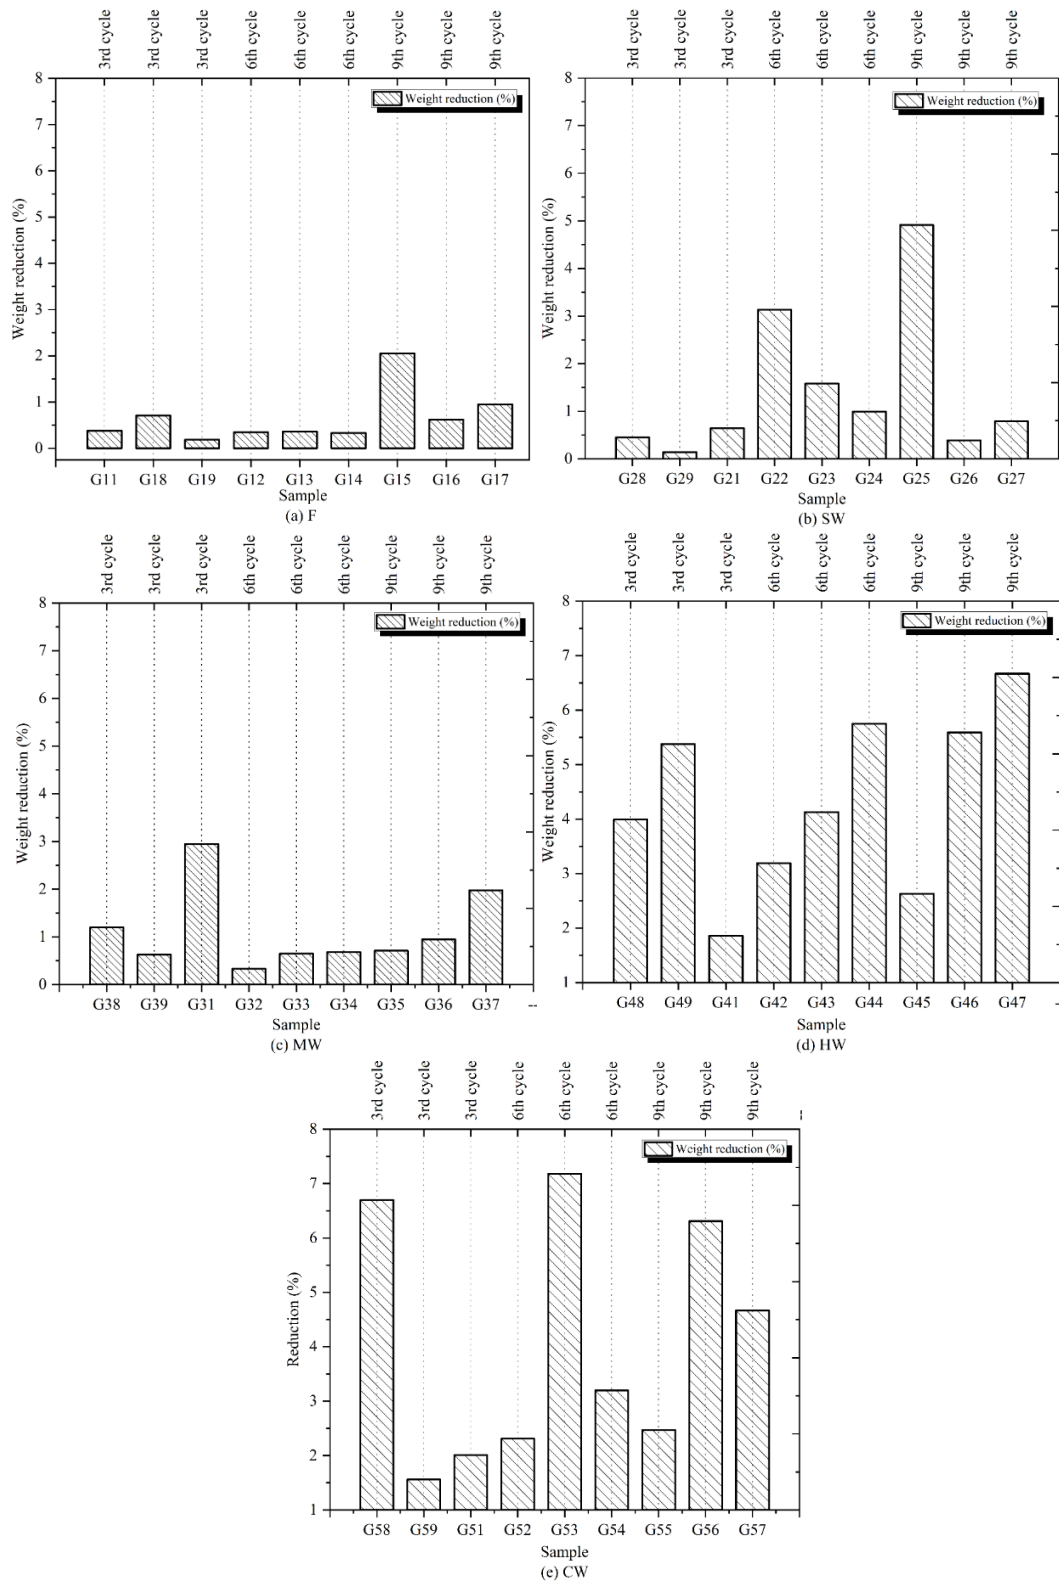 3rd cycle 3rd cycle 3rd cycle 6th cycle 6th cycle 6th cycle 9th cycle 9th cycle 9th cycle
8
7
6
5
4
3
2
1
0
Weight reduction (%)
Weight reduction (%)
G11 G18 G19 G12 G13 G14 G15 G16 G17
Sample
(a) F
3rd cycle 3rd cycle 3rd cycle 6th cycle 6th cycle 6th cycle 9th cycle 9th cycle 9th cycle
8
7
6
5
4
3
2
1
0
Weight reduction (%)
Weight reduction (%)
G28 G29 G21 G22 G23 G24 G25 G26 G27
Sample
(b) SW
3rd cycle 3rd cycle 3rd cycle 6th cycle 6th cycle 6th cycle 9th cycle 9th cycle 9th cycle
8
7
6
5
4
3
2
1
0
Weight reduction (%)
Weight reduction (%)
G38 G39 G31 G32 G33 G34 G35 G36 G37 --
Sample
(c) MW
3rd cycle 3rd cycle 3rd cycle 6th cycle 6th cycle 6th cycle 9th cycle 9th cycle 9th cycle
8
7
6
5
4
3
2
1
Weight reduction (%)
Weight reduction (%)
G48 G49 G41 G42 G43 G44 G45 G46 G47
Sample
(d) HW
3rd cycle 3rd cycle 3rd cycle 6th cycle 6th cycle 6th cycle 9th cycle 9th cycle 9th cycle --
8
7
6
5
4
3
2
1
Reduction (%)
Weight reduction (%)
G58 G59 G51 G52 G53 G54 G55 G56 G57
Sample
(e) CW